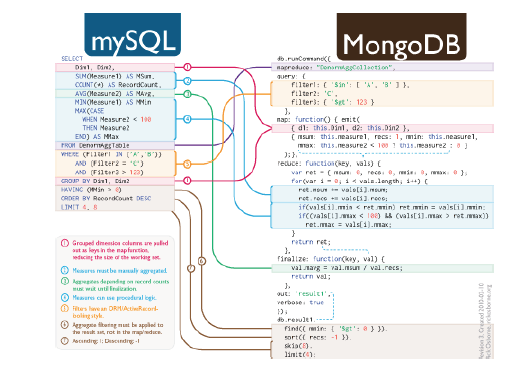 mySQL
SELECT
Dim1, Dim2,
SUM(Measure1) AS MSum,
COUNT(*) AS RecordCount,
AVG(Measure2) AS MAvg,
MIN(Measure1) AS MMin
MAX(CASE
WHEN Measure2 < 100
THEN Measure2
END) AS MMax
FROM DenormAggTable
WHERE (Filter1 IN ('A','B'))
AND (Filter2 = 'C')
AND (Filter3 > 123)
GROUP BY Dim1, Dim2
HAVING (MMin > 0)
ORDER BY RecordCount DESC
LIMIT 4, 8
1 Grouped dimension columns are pulled
out as keys in the map function,
reducing the size of the working set.
2 Measures must be manually aggregated.
3 Aggregates depending on record counts
must wait until finalization.
4 Measures can use procedural logic.
5 Filters have an ORM/ActiveRecord-
looking style.
6 Aggregate filtering must be applied to
the result set, not in the map/reduce.
7 Ascending: 1; Descending: -1
MongoDB
db.runCommand({
mapreduce: "DenormAggCollection",
query: {
filter1: { '$in': [ 'A', 'B' ] },
filter2: 'C',
filter3: { '$gt': 123 }
},
map: function() { emit(
{ d1: this.Dim1, d2: this.Dim2 },
{ msum: this.measure1, recs: 1, mmin: this.measure1,
mmax: this.measure2 < 100 ? this.measure2 : 0 }
);},
reduce: function(key, vals) {
var ret = { msum: 0, recs: 0, mmin: 0, mmax: 0 };
for(var i = 0; i < vals.length; i++) {
ret.msum += vals[i].msum;
ret.recs += vals[i].recs;
if(vals[i].mmin < ret.mmin) ret.mmin = vals[i].mmin;
if((vals[i].mmax < 100) && (vals[i].mmax > ret.mmax))
ret.mmax = vals[i].mmax;
}
return ret;
},
finalize: function(key, val) {
val.mavg = val.msum / val.recs;
return val;
},
out: 'result1',
verbose: true
});
db.result1.
find({ mmin: { '$gt': 0 } }).
sort({ recs: -1 }).
skip(4).
limit(8);